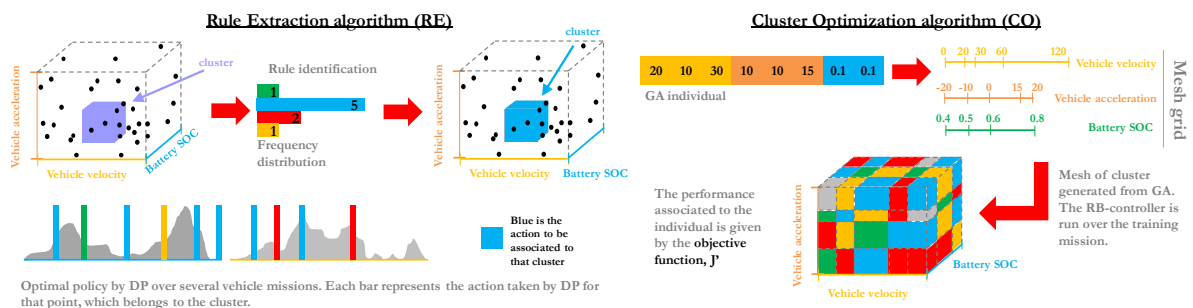 Rule Extraction algorithm (RE)
cluster
Rule identification
cluster
Vehicle acceleration
1
5
2
1
Frequency
distribution
Vehicle acceleration
Battery SOC
Vehicle velocity
Vehicle velocity
Battery SOC
Blue is the
action to be
associated to
that cluster
Optimal policy by DP over several vehicle missions. Each bar represents the action taken by DP for
that point, which belongs to the cluster.
Cluster Optimization algorithm (CO)
20 10 30 10 10 15 0.1 0.1
GA individual
0 20 30 60 120
Vehicle velocity
-20 -10 0 15 20
Vehicle acceleration
0.4 0.5 0.6 0.8
Battery SOC
Mesh grid
The performance
associated to the
individual is given
by the objective
function, J’
Vehicle acceleration
Battery SOC
Vehicle velocity
Mesh of cluster
generated from GA.
The RB-controller is
run over the training
mission.